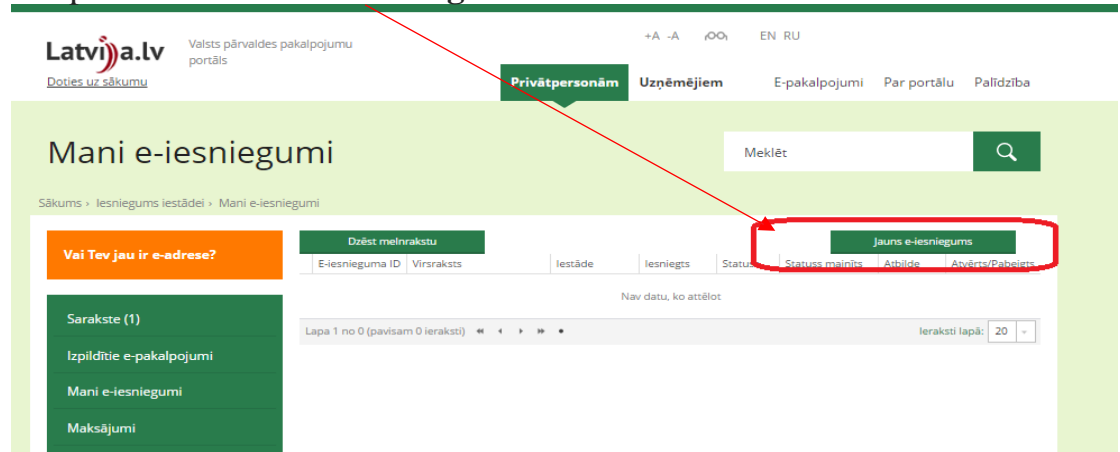 +A -A EN RU
Latvija.lv
Valsts pārvaldes pakalpojumu
portāls
Doties uz sākumu
Privātpersonām Uzņēmējiem E-pakalpojumi Par portālu Palīdzība
Mani e-iesniegumi
Meklēt
Sākums › Iesniegums iestādei › Mani e-iesniegumi
Vai Tev jau ir e-adrese?
Dzēst melnrakstu
Jauns e-iesniegums
E-iesnieguma ID Virsraksts Iestāde Iesniegts Status Statuss mainīts Atbilde Atvērts/Pabeigts
Nav datu, ko attēlot
Lapa 1 no 0 (pavisam 0 ieraksti)
Ieraksti lapā: 20
Sarakste (1)
Izpildītie e-pakalpojumi
Mani e-iesniegumi
Maksājumi